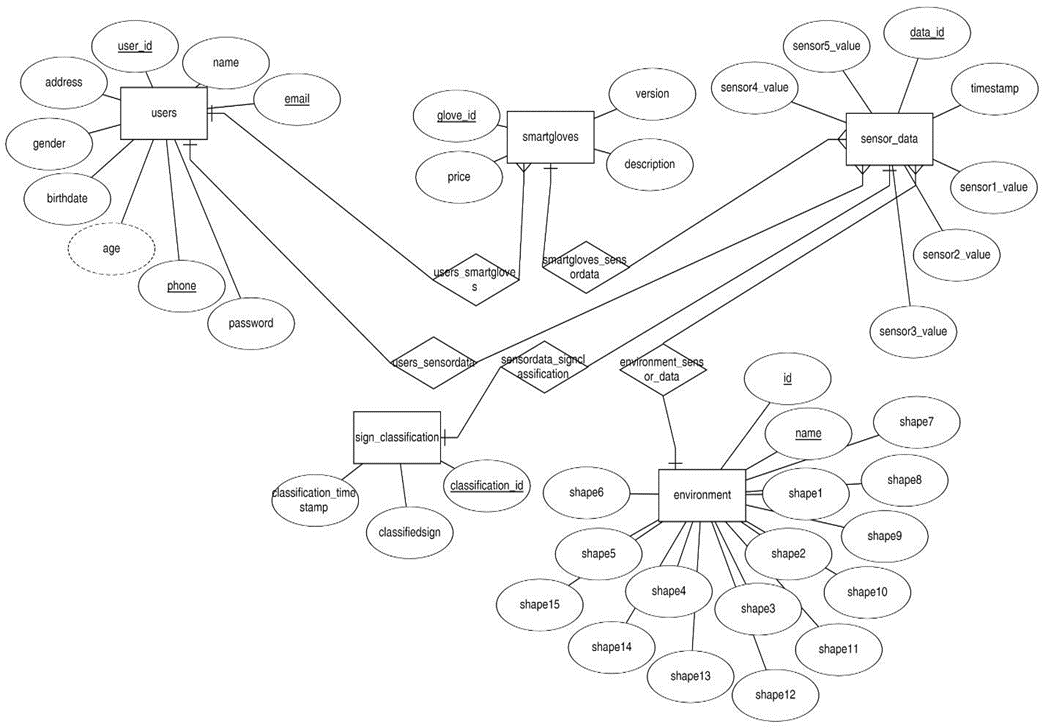 user_id
name
address
email
users
gender
birthdate
age
phone
password
glove_id
version
smartgloves
price
description
sensor5_value
data_id
sensor4_value
timestamp
sensor_data
sensor1_value
sensor2_value
sensor3_value
users_smartglove
s
smartgloves_sens
ordata
users_sensordata
sensordata_signcl
assification
environment_sens
or_data
sign_classification
classification_time
stamp
classification_id
classifiedsign
id
name
shape7
shape6
environment
shape1
shape8
shape9
shape5
shape2
shape15
shape4
shape3
shape10
shape14
shape11
shape13
shape12